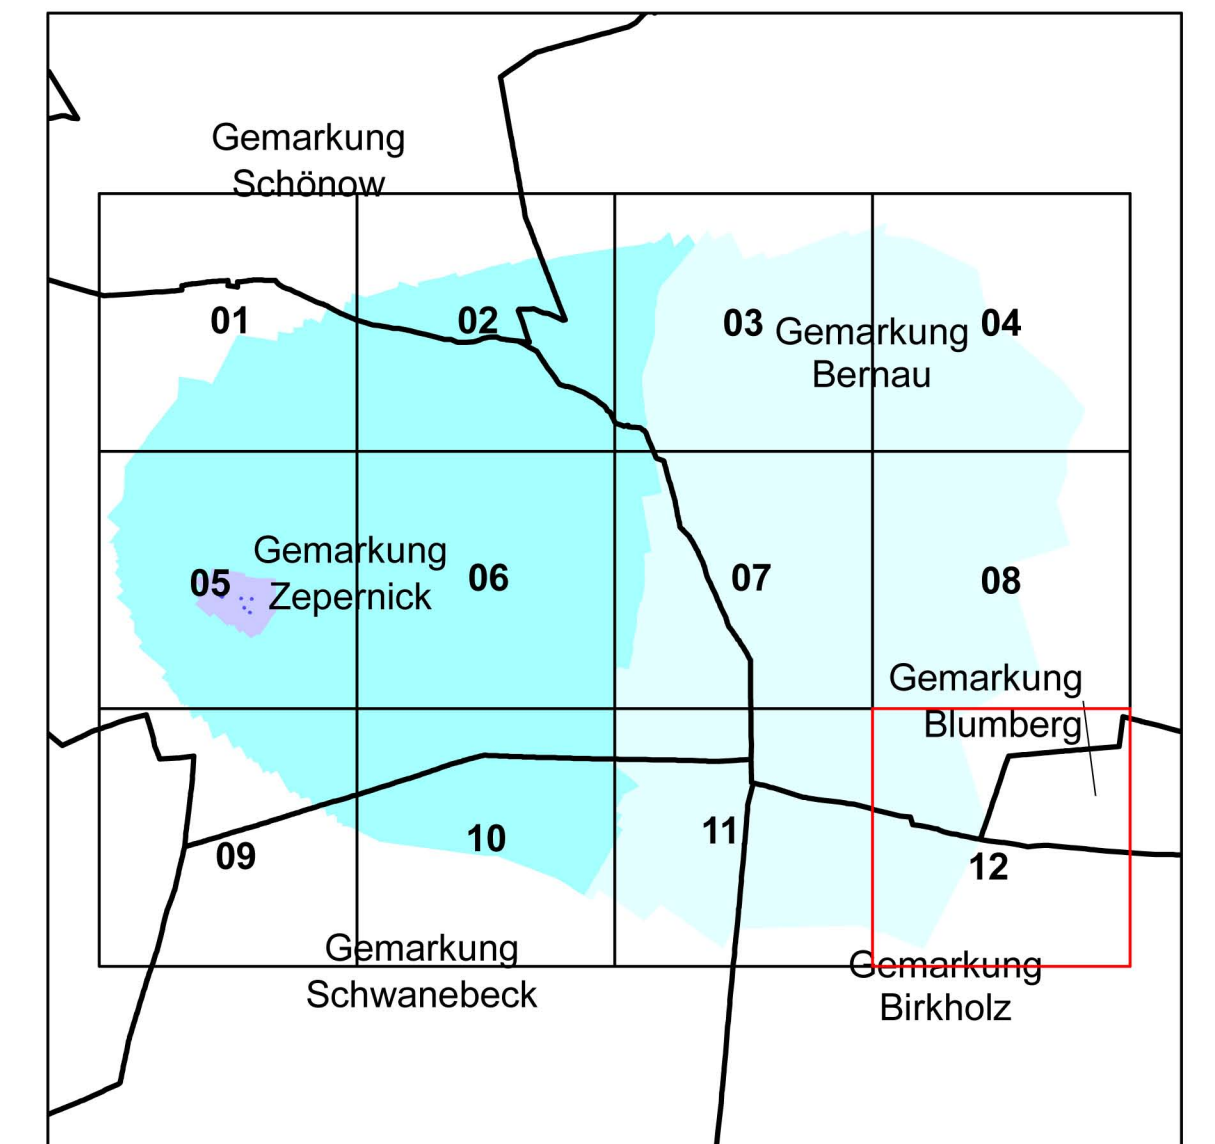 Gemarkung
Schönow
01
02
03
Gemarkung
Bernau
04
Gemarkung
Zepernick
05
06
07
08
Gemarkung
Blumberg
09
10
11
12
Gemarkung
Schwanebeck
Gemarkung
Birkholz